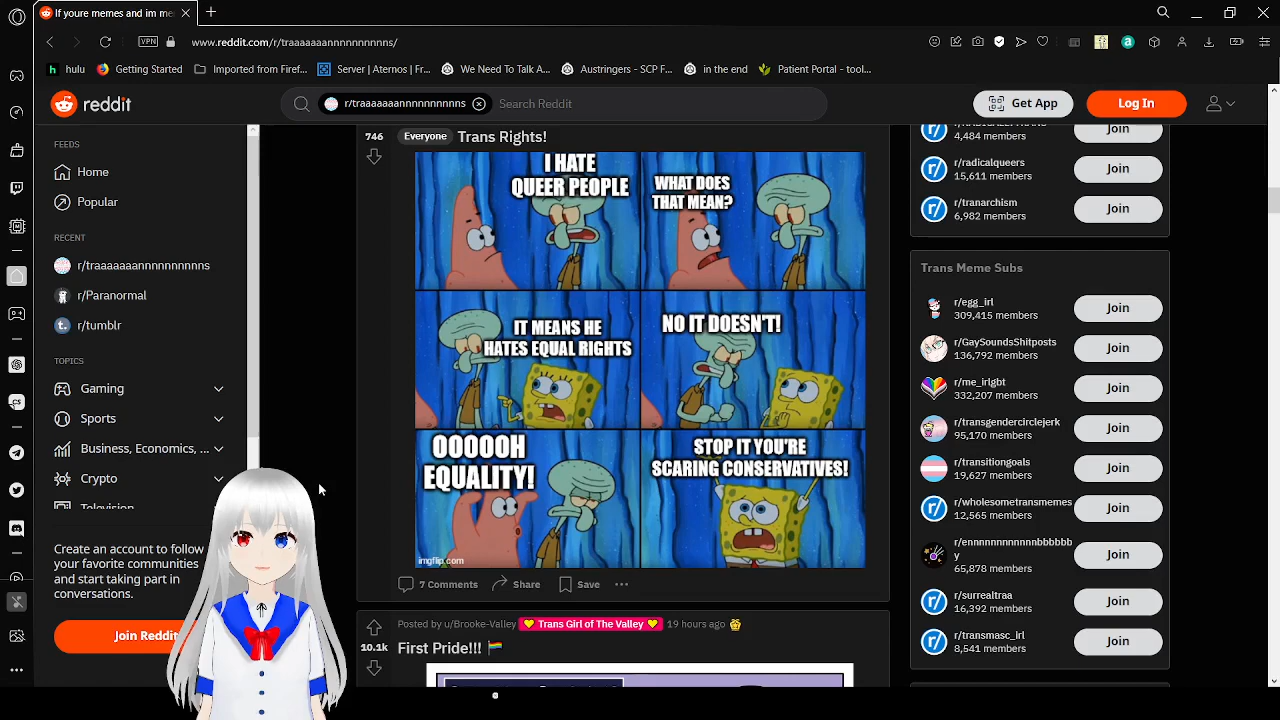 If youre memes and im me
www.reddit.com/r/traaaaaaannnnnnnnnns/
VPN
hulu
Getting Started
Imported from Firef...
Server | Aternos | Fr...
We Need To Talk A...
Austringers - SCP F...
in the end
Patient Portal - tool...
reddit
r/traaaaaaannnnnnnnnns
Search Reddit
Get App
Log In
FEEDS
Home
Popular
RECENT
r/traaaaaaannnnnnnnnns
r/Paranormal
r/tumblr
TOPICS
Gaming
Sports
Business, Economics, ...
Crypto
Television
Create an account to follow
your favorite communities
and start taking part in
conversations.
Join Reddit
746
Everyone
Trans Rights!
I HATE
QUEER PEOPLE
WHAT DOES
THAT MEAN?
IT MEANS HE
HATES EQUAL RIGHTS
NO IT DOESN'T!
OOOOOH
EQUALITY!
STOP IT YOU'RE
SCARING CONSERVATIVES!
imgflip.com
7 Comments
Share
Save
Posted by u/Brooke-Valley
Trans Girl of The Valley
19 hours ago
10.1k
First Pride!!!
4,484 members
Join
r/radicalqueers
15,611 members
Join
r/tranarchism
6,982 members
Join
Trans Meme Subs
r/egg_irl
309,415 members
Join
r/GaySoundsShitposts
136,792 members
Join
r/me_irlgbt
332,207 members
Join
r/transgendercirclejerk
95,170 members
Join
r/transitiongoals
19,627 members
Join
r/wholesometransmemes
12,565 members
Join
r/ennnnnnnnnnnbbbbbb
y
65,878 members
Join
r/surrealtraa
16,392 members
Join
r/transmasc_irl
8,541 members
Join